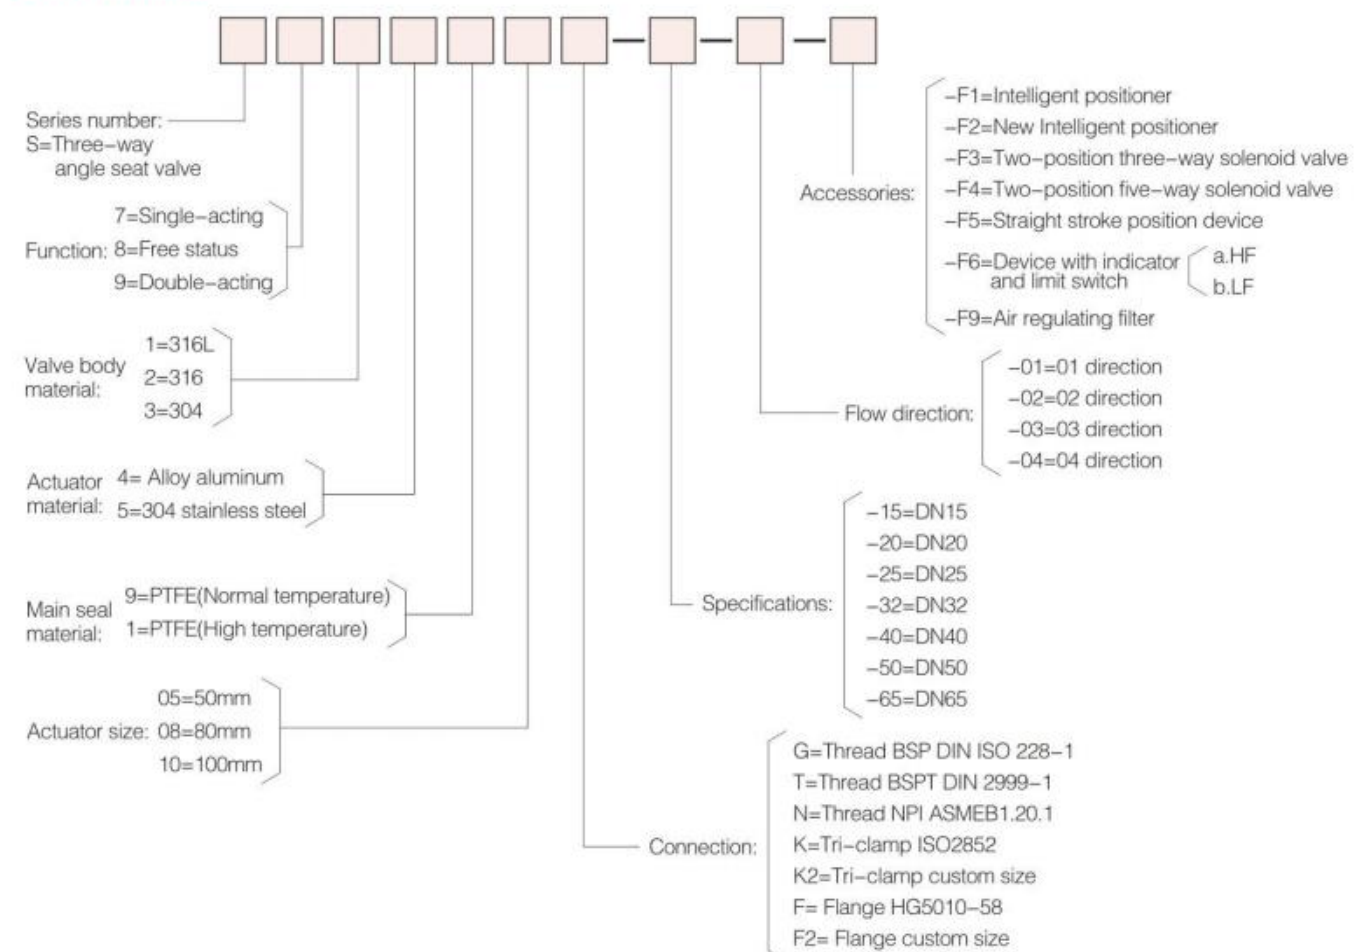 Series number:
S=Three-way
angle seat valve
Function:
7=Single-acting
8=Free status
9=Double-acting
Valve body
material:
1=316L
2=316
3=304
Actuator
material:
4= Alloy aluminum
5=304 stainless steel
Main seal
material:
9=PTFE(Normal temperature)
1=PTFE(High temperature)
Actuator size:
05=50mm
08=80mm
10=100mm
Accessories:
-F1=Intelligent positioner
-F2=New Intelligent positioner
-F3=Two-position three-way solenoid valve
-F4=Two-position five-way solenoid valve
-F5=Straight stroke position device
-F6=Device with indicator
and limit switch
a.HF
b.LF
-F9=Air regulating filter
Flow direction:
-01=01 direction
-02=02 direction
-03=03 direction
-04=04 direction
Specifications:
-15=DN15
-20=DN20
-25=DN25
-32=DN32
-40=DN40
-50=DN50
-65=DN65
Connection:
G=Thread BSP DIN ISO 228-1
T=Thread BSPT DIN 2999-1
N=Thread NPI ASMEB1.20.1
K=Tri-clamp ISO2852
K2=Tri-clamp custom size
F= Flange HG5010-58
F2= Flange custom size